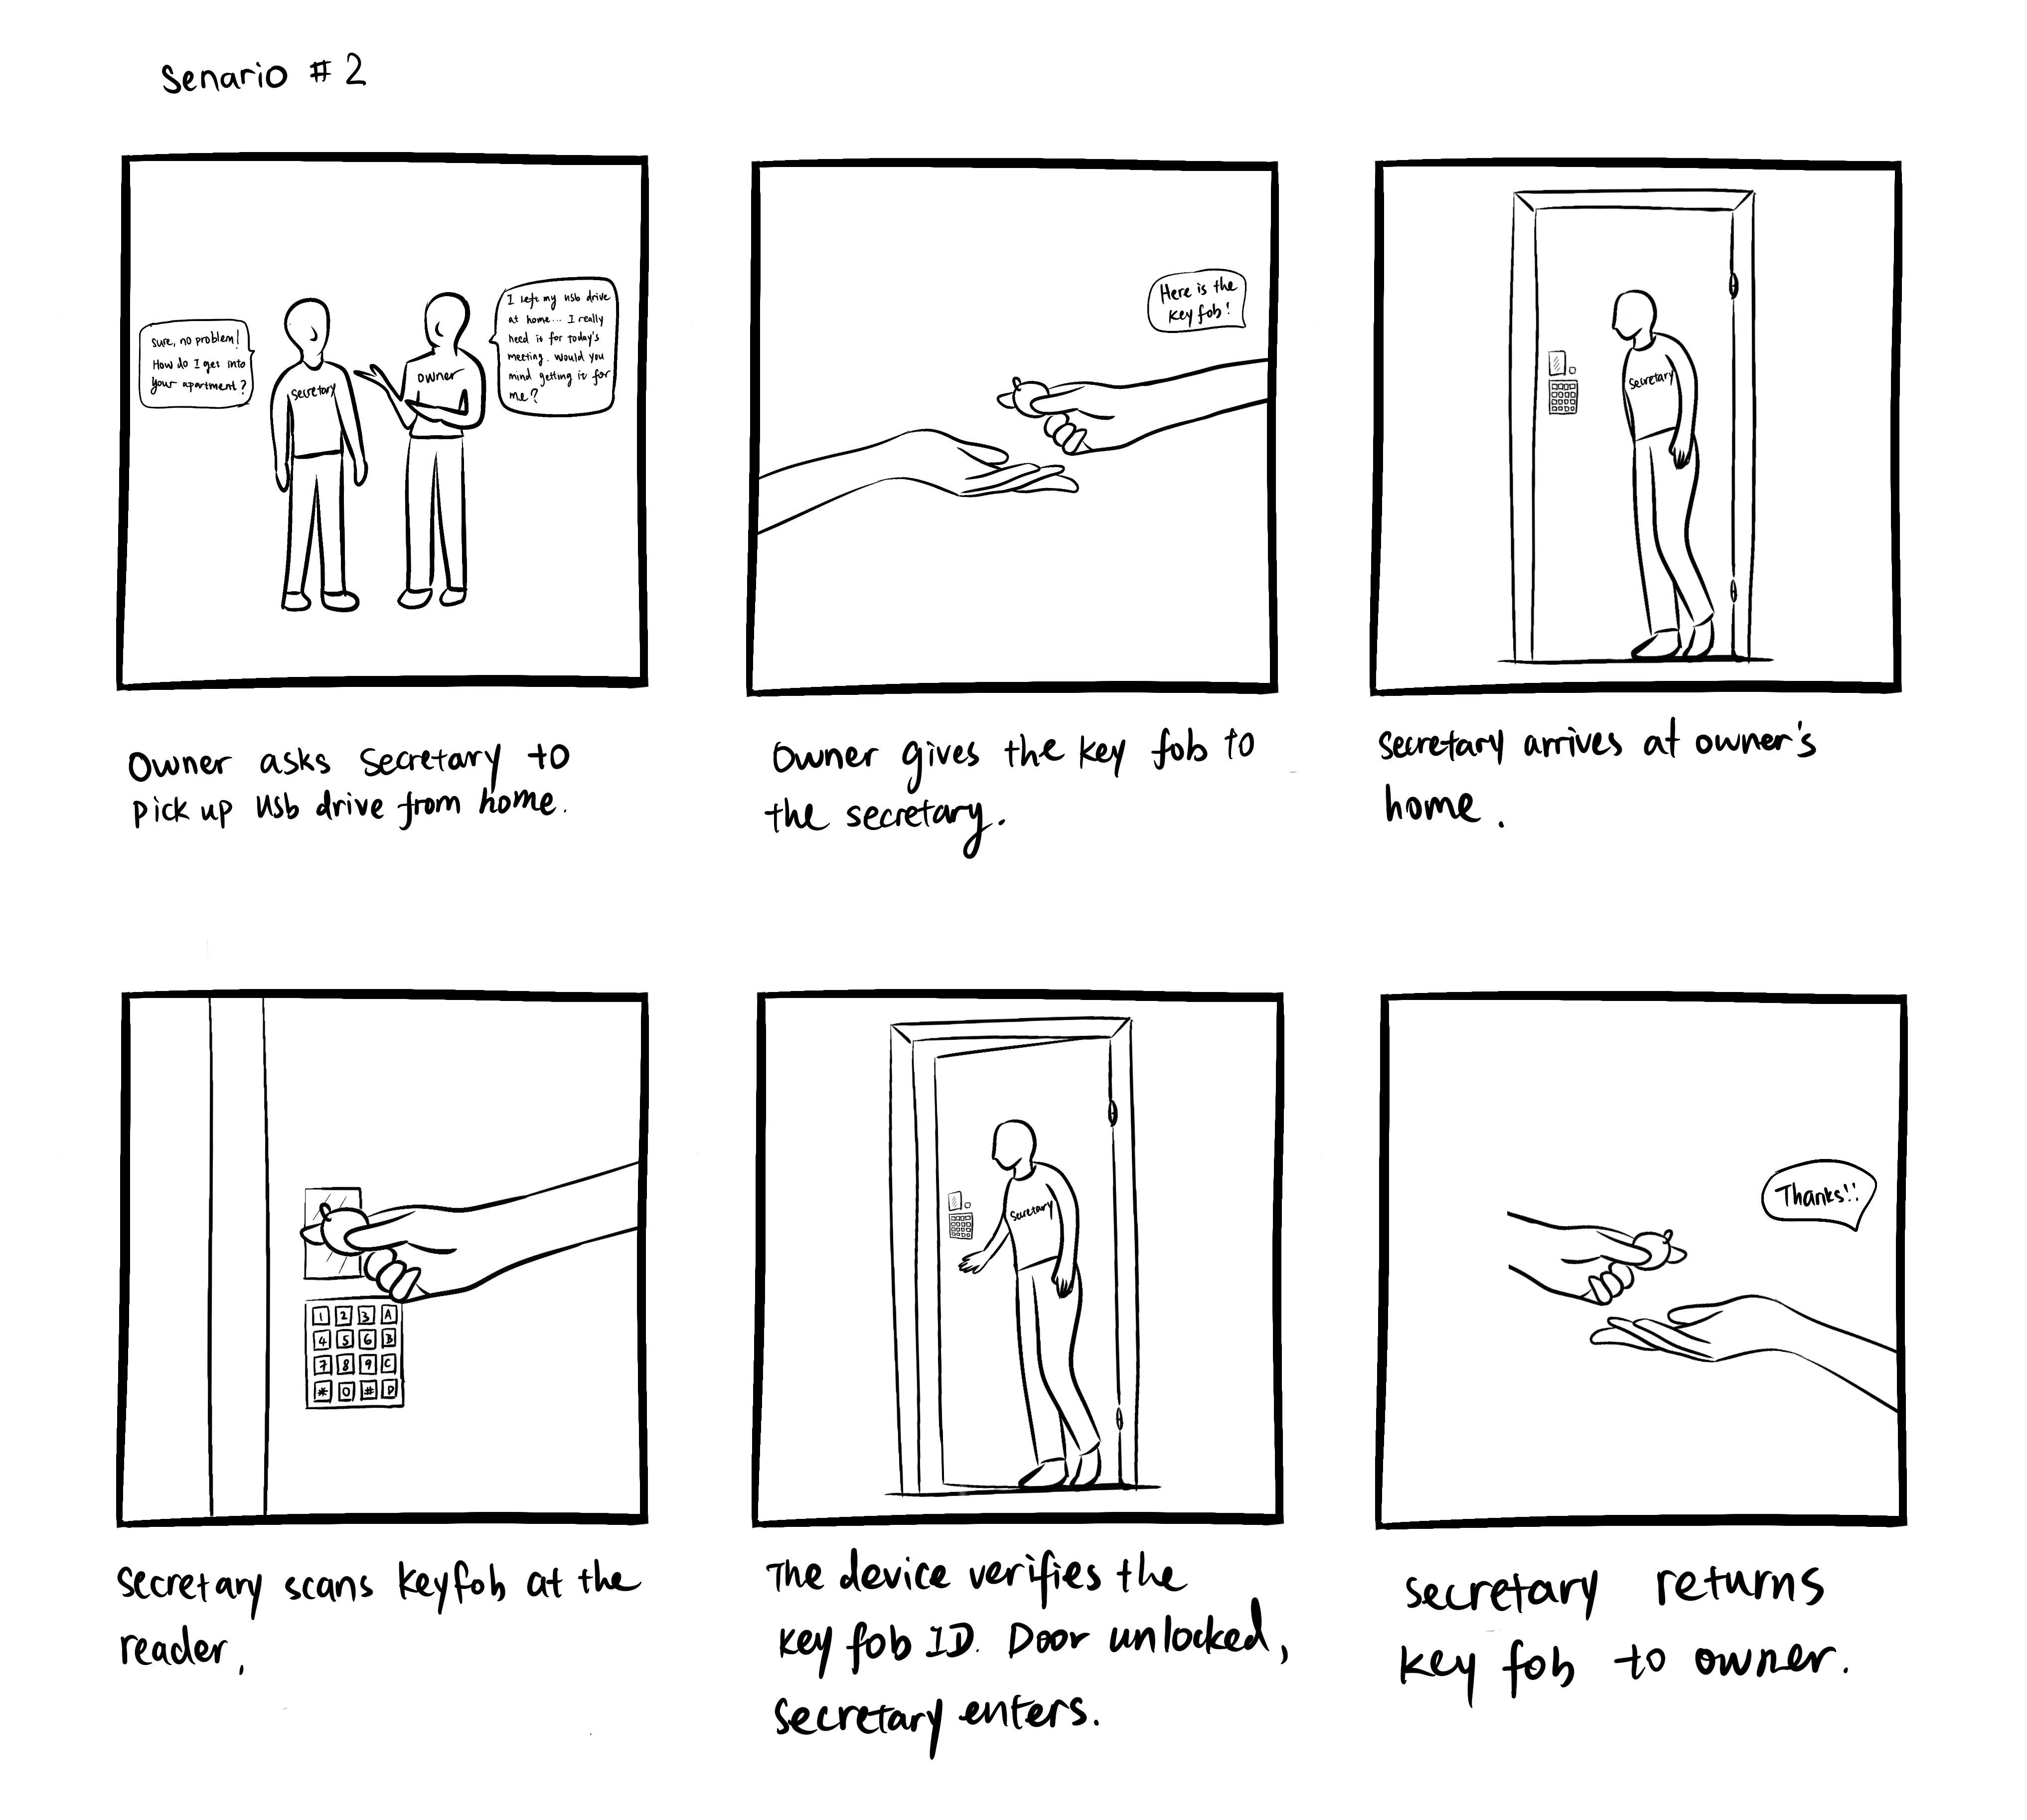 Senario # 2
Sure, no problem!
How do I get into
your apartment?
Secretary
owner
I left my usb drive
at home... I really
need it for today's
meeting. Would you
mind getting it for
me?
Owner asks Secretary to
pick up usb drive from home.
Here is the
key fob!
Owner gives the key fob to
the secretary.
Secretary
Secretary arrives at owner's
home.
1 2 3 A
4 5 6 B
7 8 9 C
* 0 # D
Secretary scans keyfob at the
reader.
Secretary
The device verifies the
key fob ID. Door unlocked,
Secretary enters.
Thanks!!
Secretary returns
key fob to owner.